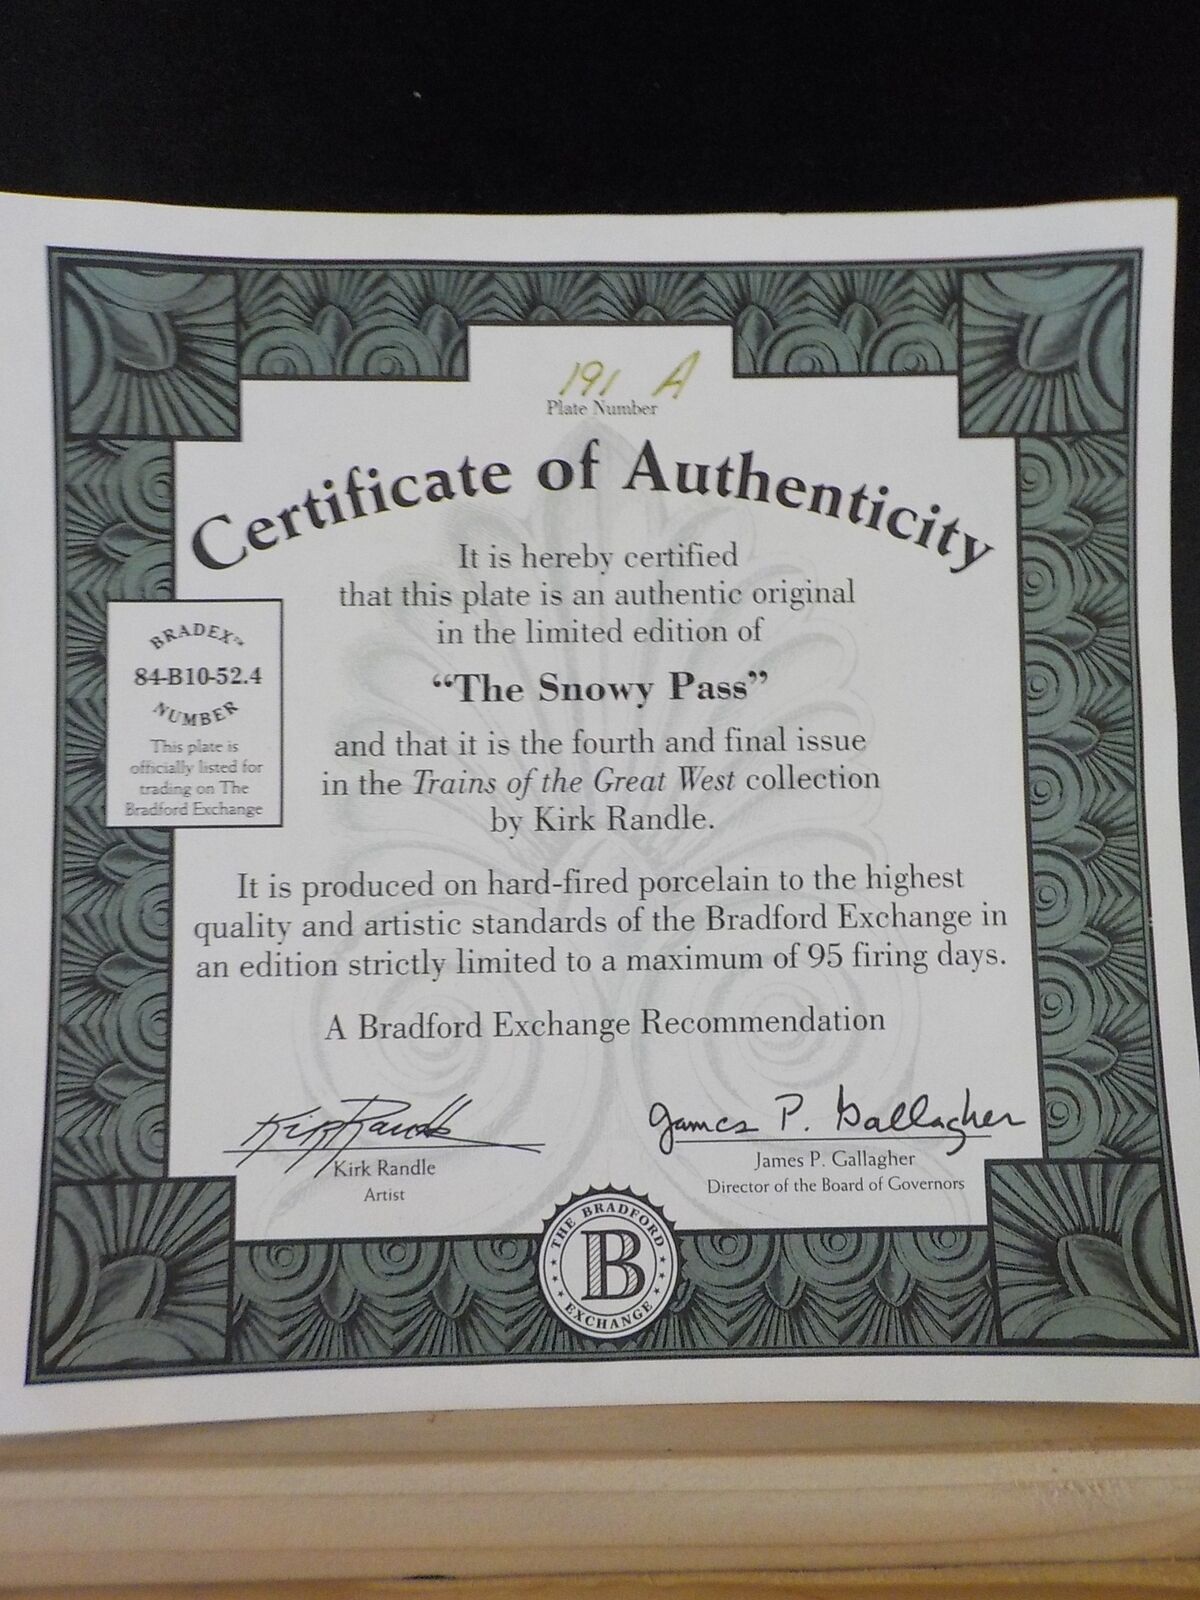 191 A
Plate Number
Certificate of Authenticity
It is hereby certified
that this plate is an authentic original
in the limited edition of
“The Snowy Pass”
and that it is the fourth and final issue
in the Trains of the Great West collection
by Kirk Randle.
BRADEX™
84-B10-52.4
NUMBER
This plate is
officially listed for
trading on The
Bradford Exchange
It is produced on hard-fired porcelain to the highest
quality and artistic standards of the Bradford Exchange in
an edition strictly limited to a maximum of 95 firing days.
A Bradford Exchange Recommendation
Kirk Randle
Kirk Randle
Artist
James P. Gallagher
James P. Gallagher
Director of the Board of Governors
THE BRADFORD
B
EXCHANGE